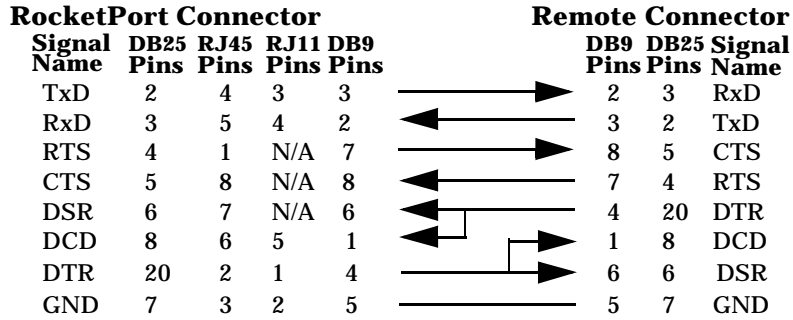 RocketPort Connector Remote Connector
Signal DB25 RJ45 RJ11 DB9 DB9 DB25 Signal
Name Pins Pins Pins Pins Pins Pins Name
TxD 2 4 3 3 2 3 RxD
RxD 3 5 4 2 3 2 TxD
RTS 4 1 N/A 7 8 5 CTS
CTS 5 8 N/A 8 7 4 RTS
DSR 6 7 N/A 6 4 20 DTR
DCD 8 6 5 1 1 8 DCD
DTR 20 2 1 4 6 6 DSR
GND 7 3 2 5 5 7 GND